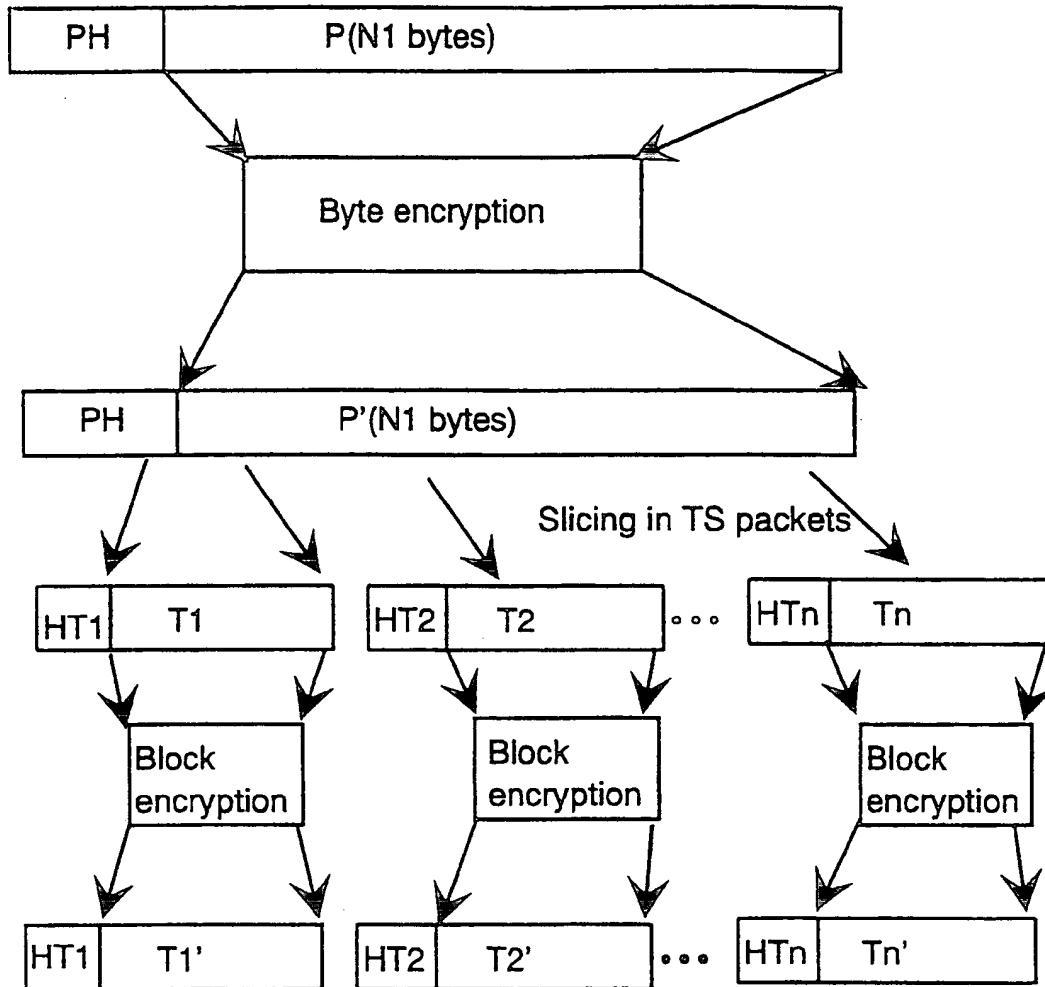 PH P(N1 bytes)
Byte encryption
PH P'(N1 bytes)
Slicing in TS packets
HT1 T1 HT2 T2 HTn Tn
Block
encryption
Block
encryption
Block
encryption
HT1 T1' HT2 T2' HTn Tn'